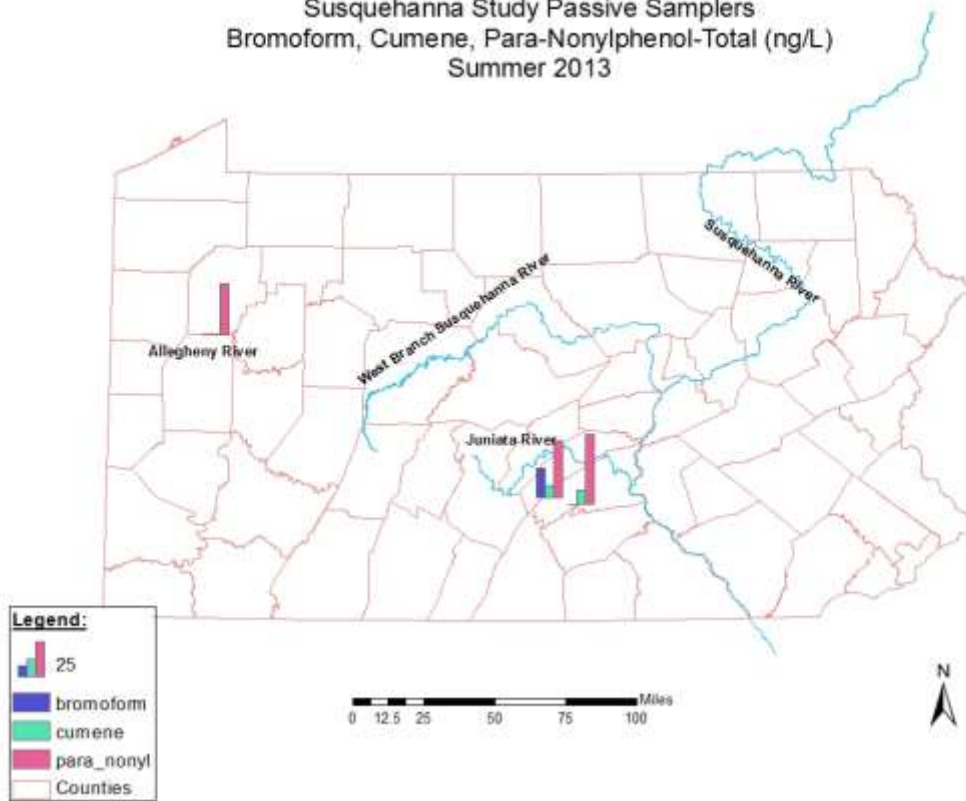 Susquehanna Study Passive Samplers
Bromoform, Cumene, Para-Nonylphenol-Total (ng/L)
Summer 2013
Susquehanna River
West Branch Susquehanna River
Allegheny River
Juniata River
Legend:
25
bromoform
cumene
para_nonyl
Counties
Miles
0 12.5 25 50 75 100
N